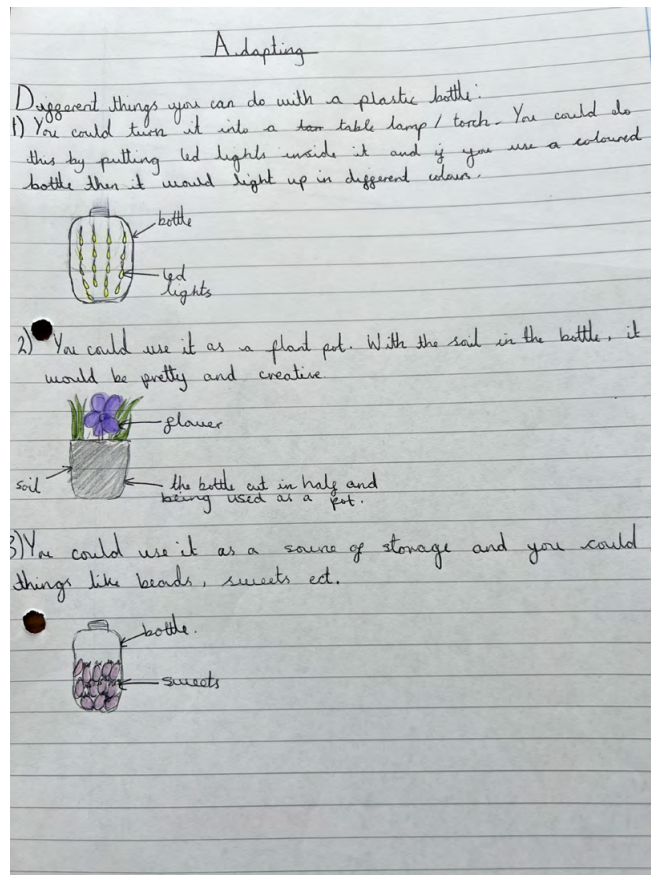 Adapting
Different things you can do with a plastic bottle:
1) You could turn it into a table lamp / torch. You could do
this by putting led lights inside it and if you use a coloured
bottle then it would light up in different colours.
bottle
led
lights
2) You could use it as a plant pot. With the soil in the bottle, it
would be pretty and creative.
flower
soil
the bottle cut in half and
being used as a pot.
3) You could use it as a source of storage and you could
things like beads, sweets ect.
bottle.
sweets